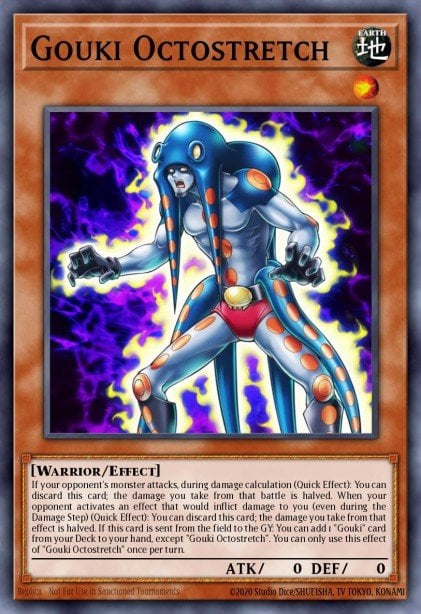 GOUKI OCTOSTRETCH
EARTH
地
[WARRIOR/EFFECT]
If your opponent's monster attacks, during damage calculation (Quick Effect): You can
discard this card; the damage you take from that battle is halved. When your
opponent activates an effect that would inflict damage to you (even during the
Damage Step) (Quick Effect): You can discard this card; the damage you take from that
effect is halved. If this card is sent from the field to the GY: You can add 1 "Gouki" card
from your Deck to your hand, except "Gouki Octostretch". You can only use this effect
of "Gouki Octostretch" once per turn.
ATK/ 0 DEF/ 0
Replica - Not For Use in Sanctioned Tournaments
©2020 Studio Dice/SHUEISHA, TV TOKYO, KONAMI